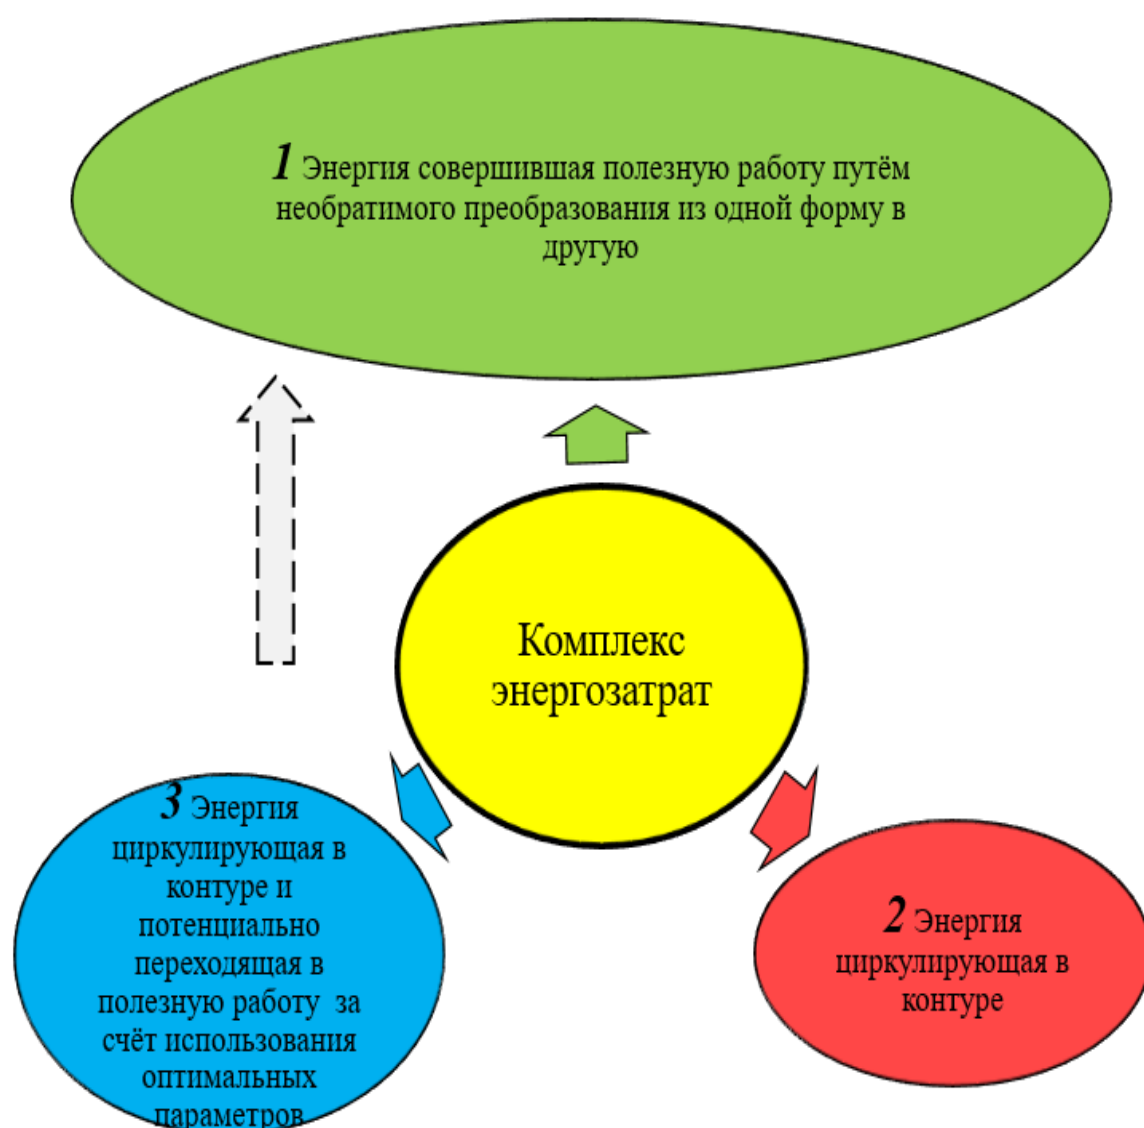 1 Энергия совершившая полезную работу путём
необратимого преобразования из одной форму в
другую
Комплекс
энергозатрат
3 Энергия
циркулирующая в
контуре и
потенциально
переходящая в
полезную работу за
счёт использования
оптимальных
параметров
2 Энергия
циркулирующая в
контуре